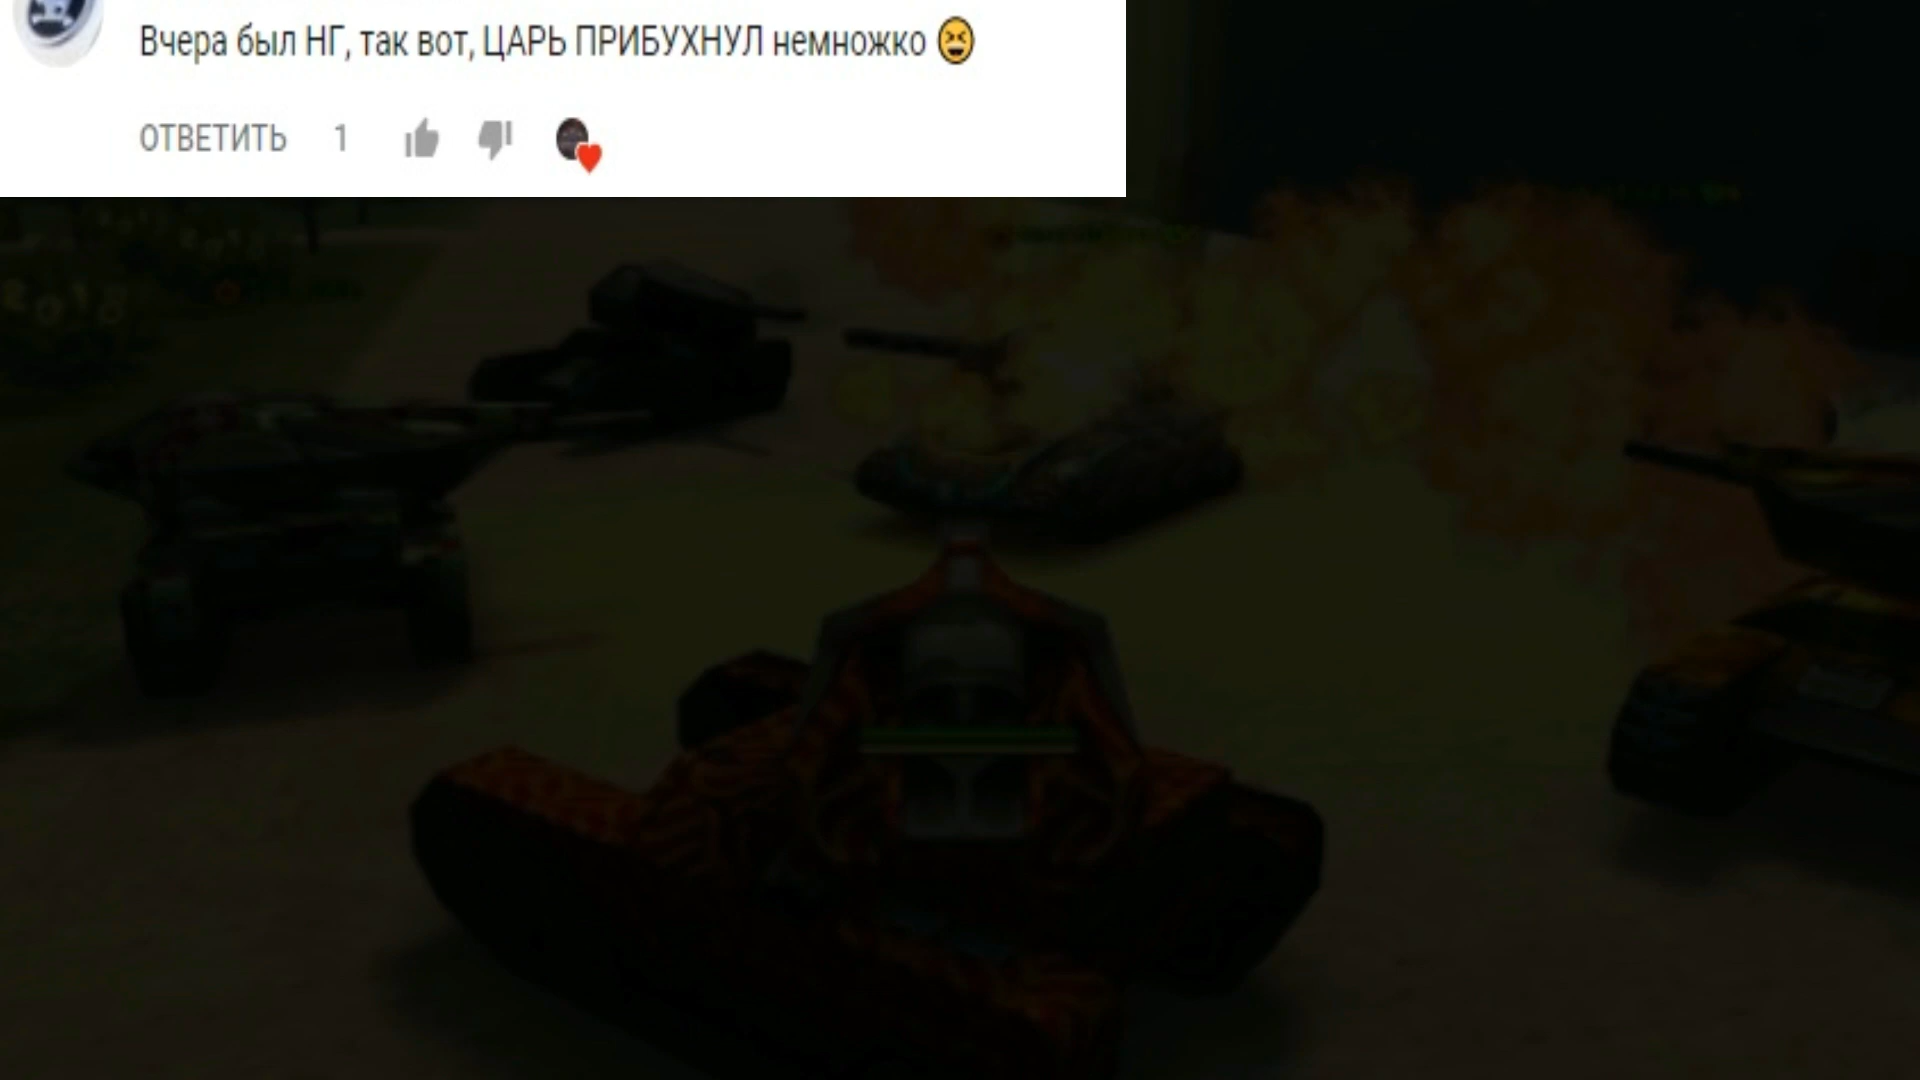 Вчера был НГ, так вот, ЦАРЬ ПРИБУХНУЛ немножко 😆
ОТВЕТИТЬ 1